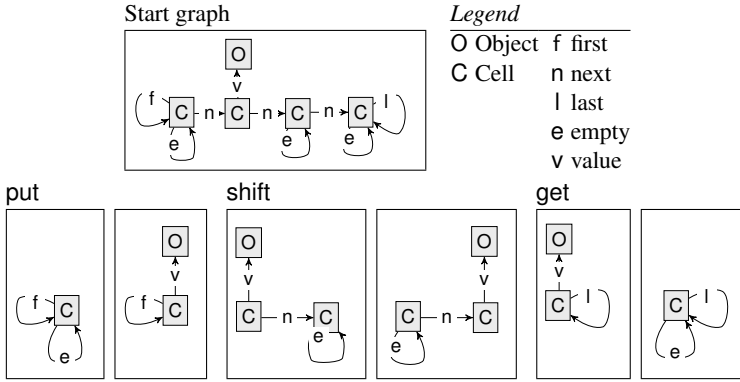 Start graph
O
v
f C n C n C n C l
e e e
Legend
O Object f first
C Cell n next
l last
e empty
v value
put
f C
e
O
v
f C
shift
O
v
C n C
e
O
v
C n C
e
get
O
v
C l
C l
e